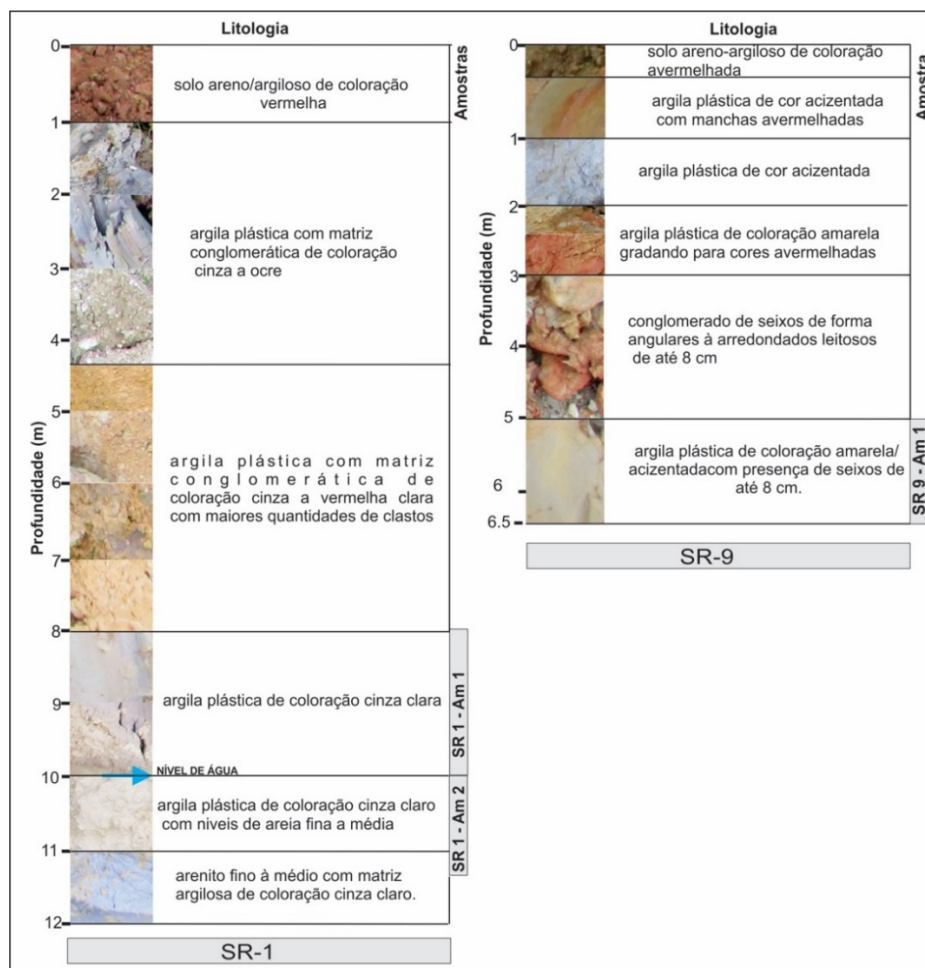 Litologia
0
solo areno/argiloso de coloração
vermelha
Amostras
1
2
argila plástica com matriz
conglomerática de coloração
cinza a ocre
3
4
Profundidade (m)
5
argila plástica com matriz
conglomerática de
coloração cinza a vermelha clara
com maiores quantidades de clastos
6
7
8
9
argila plástica de coloração cinza clara
SR 1 - Am 1
10
NÍVEL DE ÁGUA
argila plástica de coloração cinza claro
com niveis de areia fina a média
SR 1 - Am 2
11
arenito fino à médio com matriz
argilosa de coloração cinza claro.
12
SR-1
Litologia
0
solo areno-argiloso de coloração
avermelhada
Amostra
argila plástica de cor acizentada
com manchas avermelhadas
1
argila plástica de cor acizentada
2
argila plástica de coloração amarela
gradando para cores avermelhadas
Profundidade (m)
3
conglomerado de seixos de forma
angulares à arredondados leitosos
de até 8 cm
4
5
argila plástica de coloração amarela/
acizentadacom presença de seixos de
até 8 cm.
SR 9 - Am 1
6
6.5
SR-9